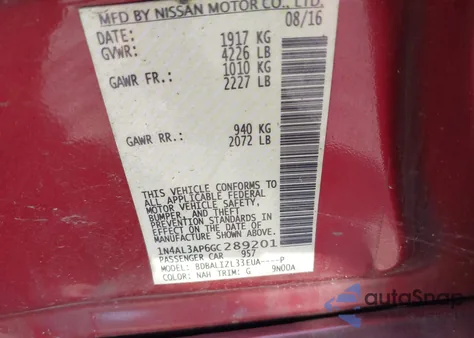 MFD BY NISSAN MOTOR CO., LTD.
08/16
DATE: 1917 KG
GVWR: 4226 LB
1010 KG
GAWR FR.: 2227 LB
940 KG
GAWR RR.: 2072 LB
THIS VEHICLE CONFORMS TO
ALL APPLICABLE FEDERAL
MOTOR VEHICLE SAFETY,
BUMPER, AND THEFT
PREVENTION STANDARDS IN
EFFECT ON THE DATE OF
MANUFACTURE SHOWN ABOVE.
1N4AL3AP6GC289201
PASSENGER CAR 957
MODEL: BDBALIZL33EUA----P
COLOR: NAH TRIM: G 9N00A
autoSnap